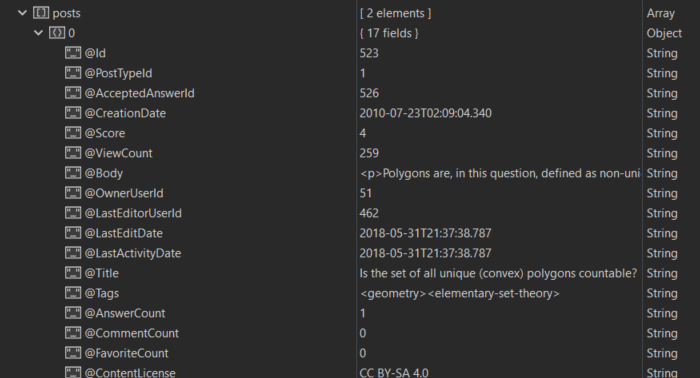 posts [ 2 elements ] Array
0 { 17 fields } Object
@Id 523 String
@PostTypeId 1 String
@AcceptedAnswerId 526 String
@CreationDate 2010-07-23T02:09:04.340 String
@Score 4 String
@ViewCount 259 String
@Body <p>Polygons are, in this question, defined as non-uni String
@OwnerUserId 51 String
@LastEditorUserId 462 String
@LastEditDate 2018-05-31T21:37:38.787 String
@LastActivityDate 2018-05-31T21:37:38.787 String
@Title Is the set of all unique (convex) polygons countable? String
@Tags <geometry><elementary-set-theory> String
@AnswerCount 1 String
@CommentCount 0 String
@FavoriteCount 0 String
@ContentLicense CC BY-SA 4.0 String